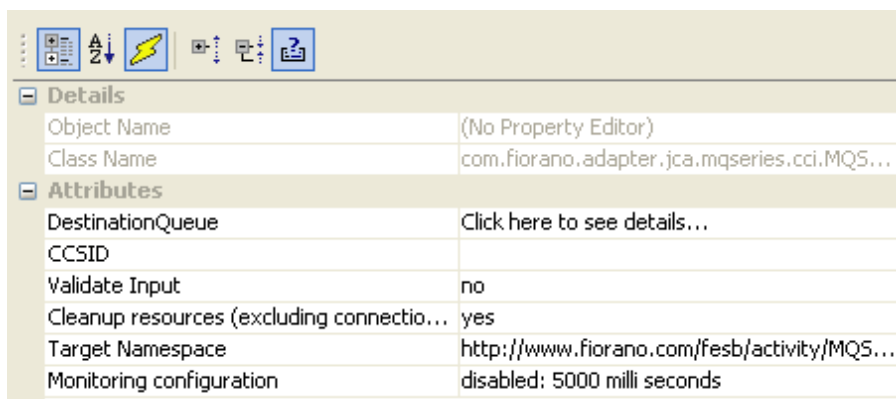 A
Z
Details
Object Name (No Property Editor)
Class Name com.fiorano.adapter.jca.mqseries.cci.MQS...
Attributes
DestinationQueue Click here to see details...
CCSID
Validate Input no
Cleanup resources (excluding connectio... yes
Target Namespace http://www.fiorano.com/fesb/activity/MQS...
Monitoring configuration disabled: 5000 milli seconds